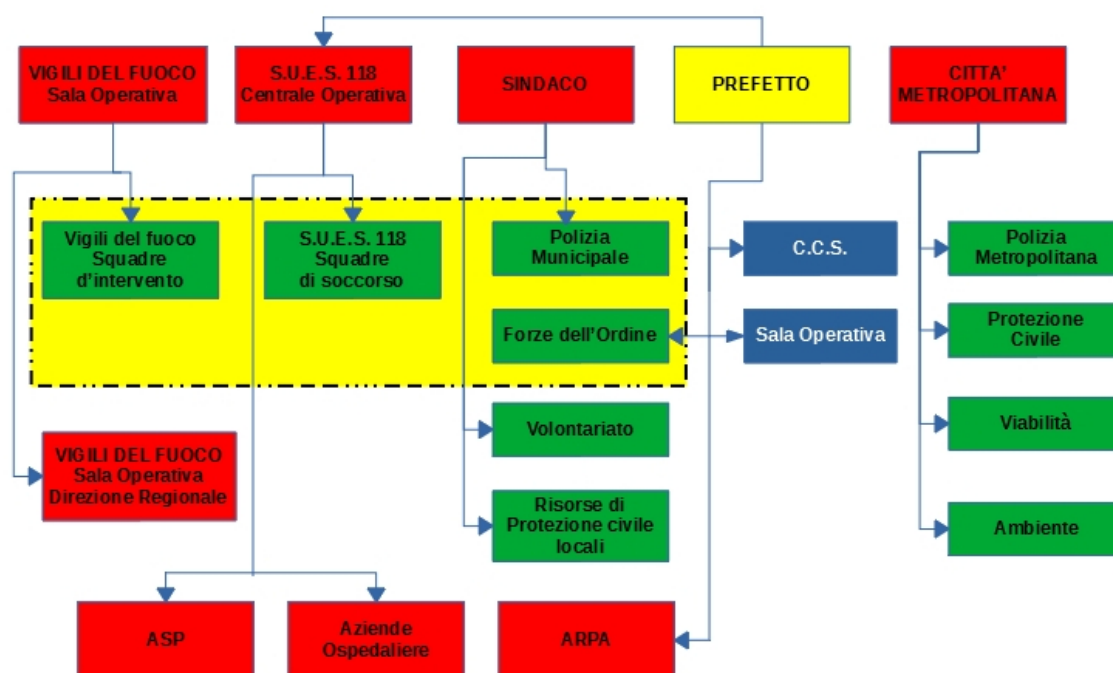 VIGILI DEL FUOCO
Sala Operativa
S.U.E.S. 118
Centrale Operativa
SINDACO
PREFETTO
CITTA'
METROPOLITANA
Vigili del fuoco
Squadre
d'intervento
S.U.E.S. 118
Squadre
di soccorso
Polizia
Municipale
C.C.S.
Polizia
Metropolitana
Forze dell'Ordine
Sala Operativa
Protezione
Civile
VIGILI DEL FUOCO
Sala Operativa
Direzione Regionale
Volontariato
Viabilità
Risorse di
Protezione civile
locali
Ambiente
ASP
Aziende
Ospedaliere
ARPA